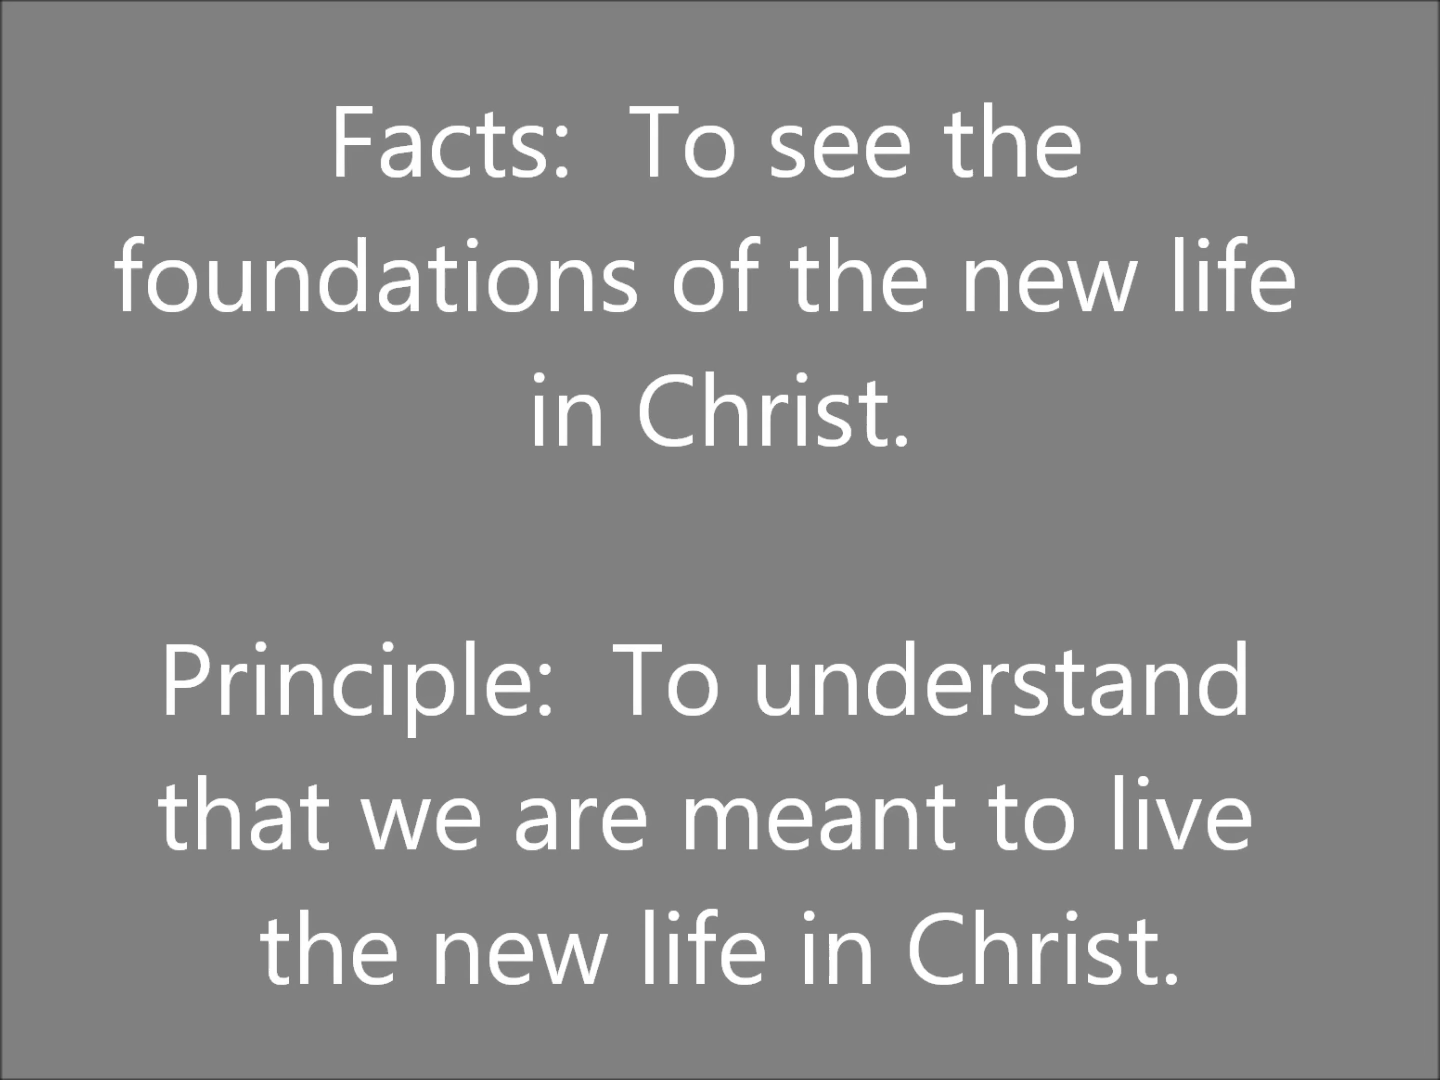 Facts:  To see the
foundations of the new life
in Christ.
Principle:  To understand
that we are meant to live
the new life in Christ.